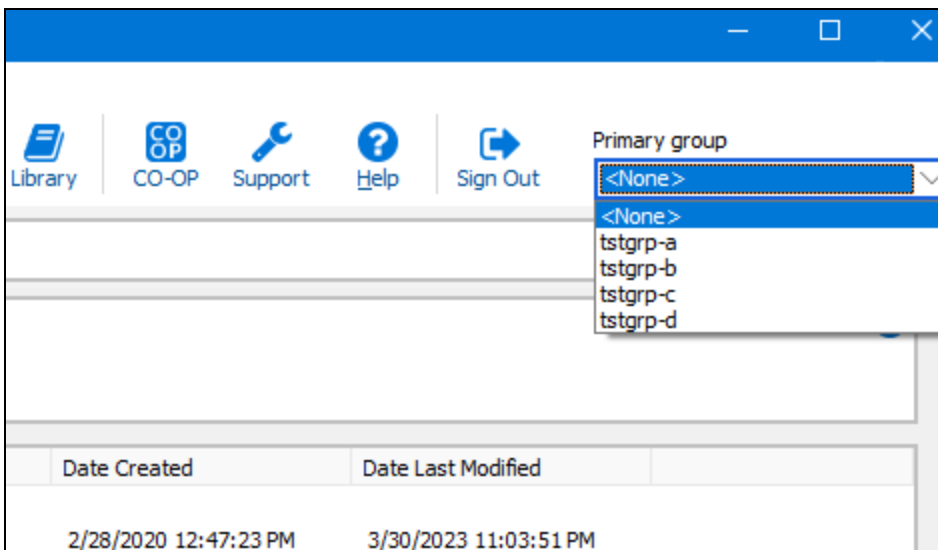 CO
OP
Library CO-OP Support Help Sign Out
Primary group
<None>
<None>
tstgrp-a
tstgrp-b
tstgrp-c
tstgrp-d
Date Created Date Last Modified
2/28/2020 12:47:23 PM 3/30/2023 11:03:51 PM